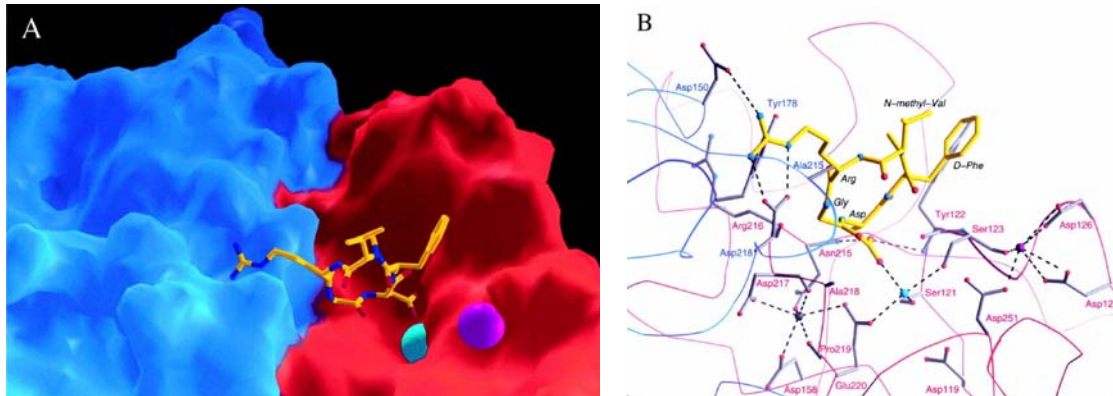 A
B
Asp150
Tyr178
N-methyl-Val
Ala215
D-Phe
Arg
Gly
Asp
Arg216
Tyr122
Ser123
Asp126
Asp218
Asn215
Asp217
Ala218
Ser121
Asp12
Asp251
Pro219
Asp158
Glu220
Asp119